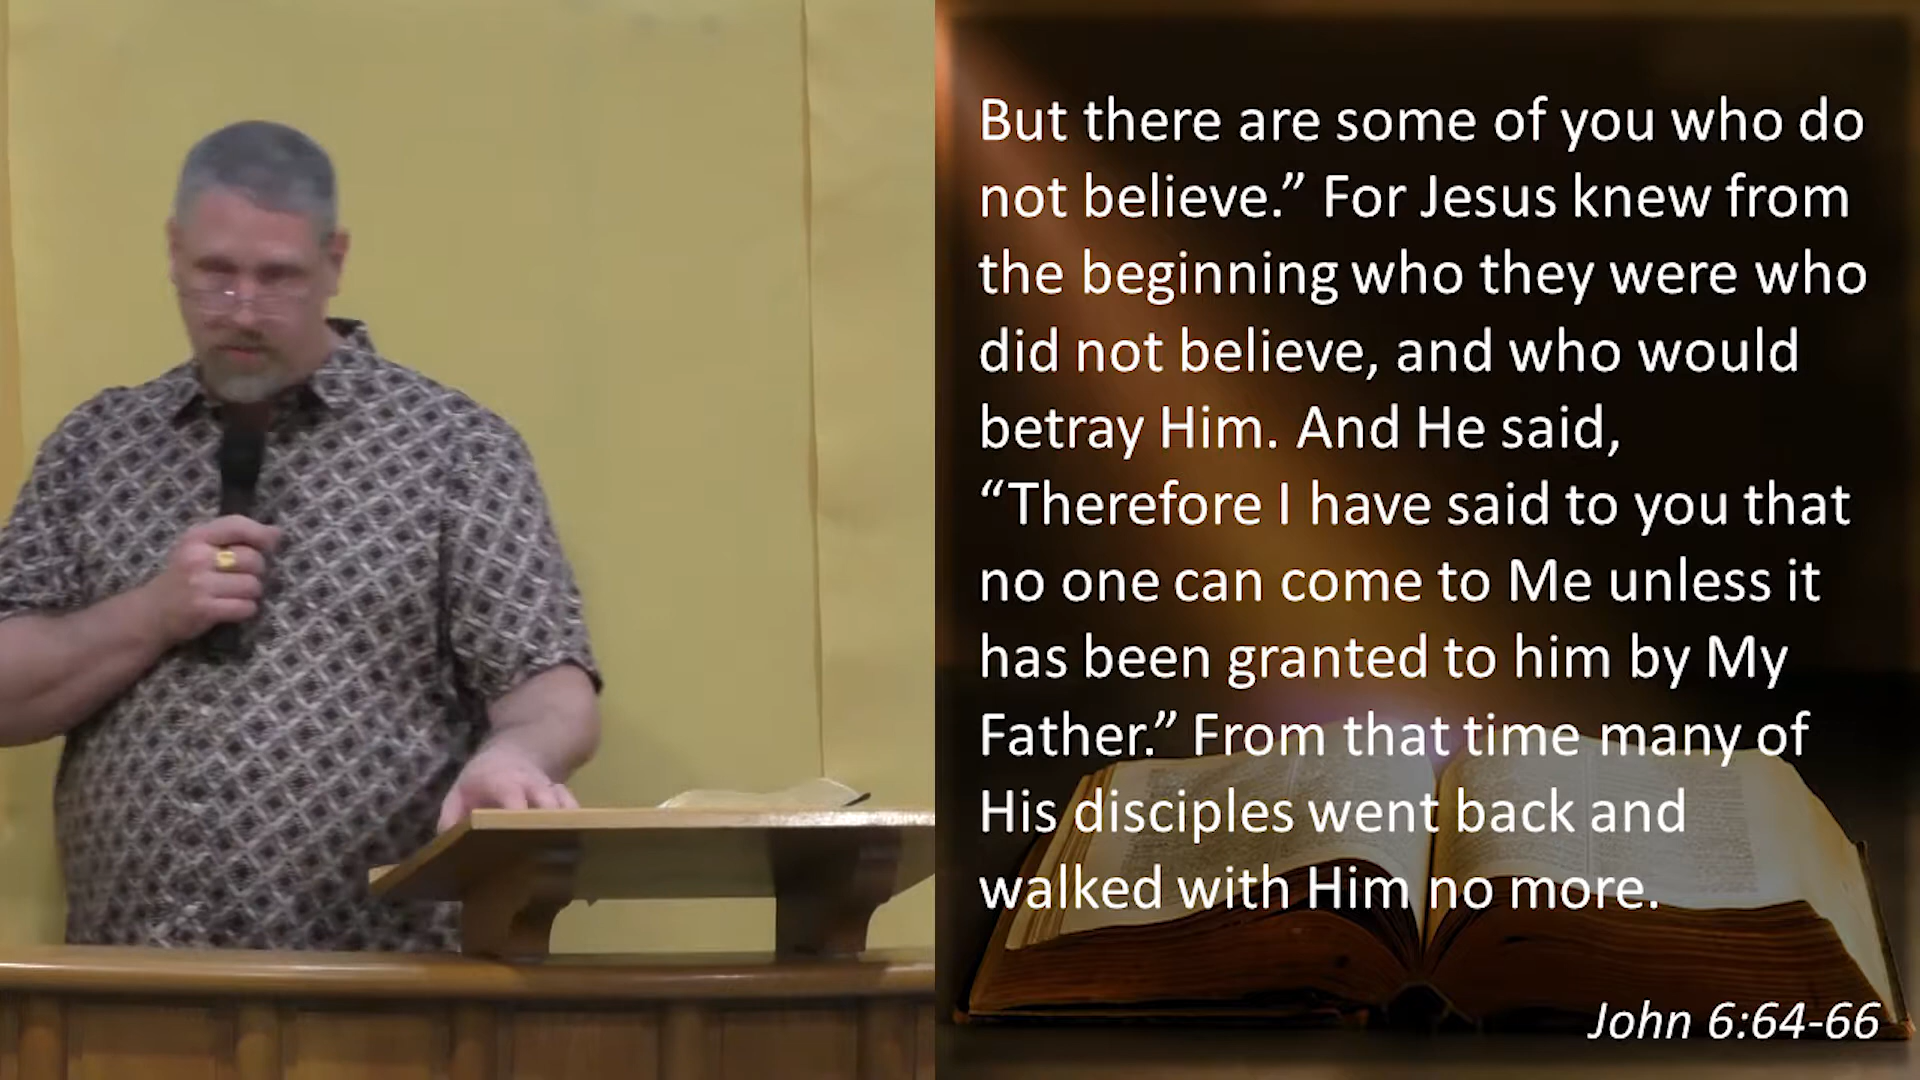 But there are some of you who do
not believe.” For Jesus knew from
the beginning who they were who
did not believe, and who would
betray Him. And He said,
“Therefore I have said to you that
no one can come to Me unless it
has been granted to him by My
Father.” From that time many of
His disciples went back and
walked with Him no more.
John 6:64-66